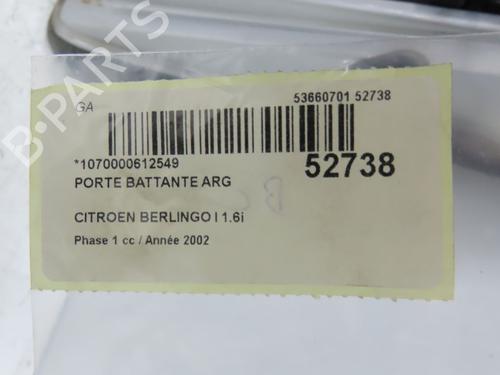 GA
53660701 52738
*1070000612549
52738
PORTE BATTANTE ARG
CITROEN BERLINGO I 1.6i
Phase 1 cc / Année 2002
B-PARTS